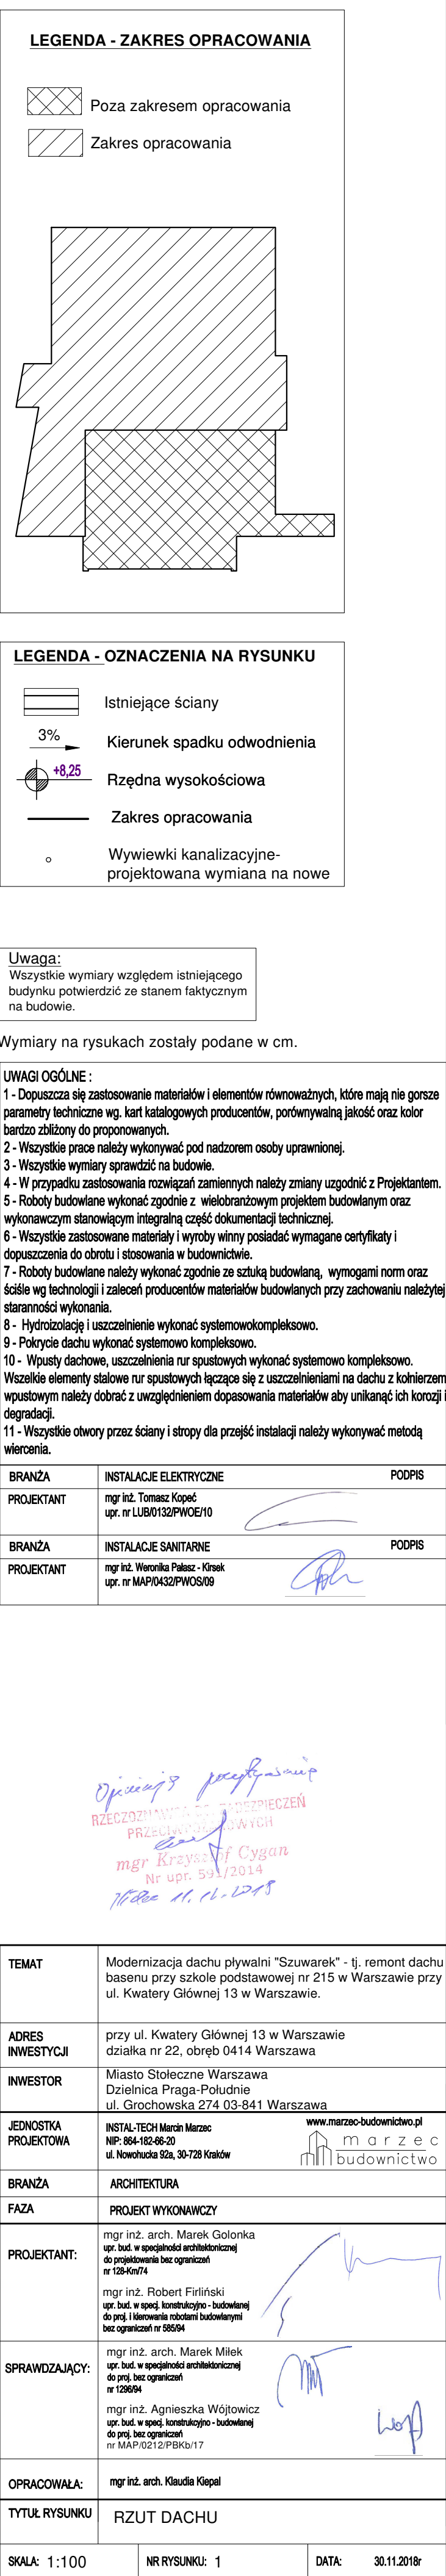 LEGENDA - ZAKRES OPRACOWANIA
Poza zakresem opracowania
Zakres opracowania
LEGENDA - OZNACZENIA NA RYSUNKU
Istniejące ściany
3%
Kierunek spadku odwodnienia
+8,25
Rzędna wysokościowa
Zakres opracowania
Wywiewki kanalizacyjne-
projektowana wymiana na nowe
Uwaga:
Wszystkie wymiary względem istniejącego
budynku potwierdzić ze stanem faktycznym
na budowie.
Wymiary na rysukach zostały podane w cm.
UWAGI OGÓLNE :
1 - Dopuszcza się zastosowanie materiałów i elementów równoważnych, które mają nie gorsze
parametry techniczne wg. kart katalogowych producentów, porównywalną jakość oraz kolor
bardzo zbliżony do proponowanych.
2 - Wszystkie prace należy wykonywać pod nadzorem osoby uprawnionej.
3 - Wszystkie wymiary sprawdzić na budowie.
4 - W przypadku zastosowania rozwiązań zamiennych należy zmiany uzgodnić z Projektantem.
5 - Roboty budowlane wykonać zgodnie z wielobranżowym projektem budowlanym oraz
wykonawczym stanowiącym integralną część dokumentacji technicznej.
6 - Wszystkie zastosowane materiały i wyroby winny posiadać wymagane certyfikaty i
dopuszczenia do obrotu i stosowania w budownictwie.
7 - Roboty budowlane należy wykonać zgodnie ze sztuką budowlaną, wymogami norm oraz
ściśle wg technologii i zaleceń producentów materiałów budowlanych przy zachowaniu należytej
staranności wykonania.
8 - Hydroizolację i uszczelnienie wykonać systemowokompleksowo.
9 - Pokrycie dachu wykonać systemowo kompleksowo.
10 - Wpusty dachowe, uszczelnienia rur spustowych wykonać systemowo kompleksowo.
Wszelkie elementy stalowe rur spustowych łączące się z uszczelnieniami na dachu z kołnierzem
wpustowym należy dobrać z uwzględnieniem dopasowania materiałów aby unikanąć ich korozji i
degradacji.
11 - Wszystkie otwory przez ściany i stropy dla przejść instalacji należy wykonywać metodą
wiercenia.
BRANŻA INSTALACJE ELEKTRYCZNE PODPIS
PROJEKTANT mgr inż. Tomasz Kopeć
upr. nr LUB/0132/PWOE/10
BRANŻA INSTALACJE SANITARNE PODPIS
PROJEKTANT mgr inż. Weronika Pałasz - Kirsek
upr. nr MAP/0432/PWOS/09
RZECZOZNAWCA DS. ZABEZPIECZEŃ
PRZECIWPOŻAROWYCH
mgr Krzysztof Cygan
Nr upr. 591/2014
TEMAT Modernizacja dachu pływalni "Szuwarek" - tj. remont dachu
basenu przy szkole podstawowej nr 215 w Warszawie przy
ul. Kwatery Głównej 13 w Warszawie.
ADRES INWESTYCJI przy ul. Kwatery Głównej 13 w Warszawie
działka nr 22, obręb 0414 Warszawa
INWESTOR Miasto Stołeczne Warszawa
Dzielnica Praga-Południe
ul. Grochowska 274 03-841 Warszawa
JEDNOSTKA PROJEKTOWA INSTAL-TECH Marcin Marzec
NIP: 864-182-66-20
ul. Nowohucka 92a, 30-728 Kraków
www.marzec-budownictwo.pl
marzec
budownictwo
BRANŻA ARCHITEKTURA
FAZA PROJEKT WYKONAWCZY
PROJEKTANT: mgr inż. arch. Marek Golonka
upr. bud. w specjalności architektonicznej
do projektowania bez ograniczeń
nr 128-Km/74
mgr inż. Robert Firliński
upr. bud. w specj. konstrukcyjno - budowlanej
do proj. i kierowania robotami budowlanymi
bez ograniczeń nr 585/94
SPRAWDZAJĄCY: mgr inż. arch. Marek Miłek
upr. bud. w specjalności architektonicznej
do proj. bez ograniczeń
nr 1296/94
mgr inż. Agnieszka Wójtowicz
upr. bud. w specj. konstrukcyjno - budowlanej
do proj. bez ograniczeń
nr MAP/0212/PBKb/17
OPRACOWAŁA: mgr inż. arch. Klaudia Kiepal
TYTUŁ RYSUNKU RZUT DACHU
SKALA: 1:100 NR RYSUNKU: 1 DATA: 30.11.2018r